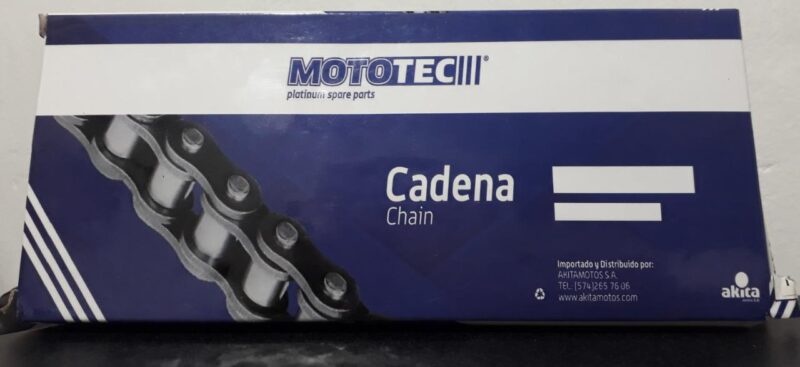 MOTOTEC®
platinum spare parts
Cadena
Chain
Importado y Distribuido por:
AKITAMOTOS S.A.
TEL. (574)265 76 06
www.akitamotos.com
akita